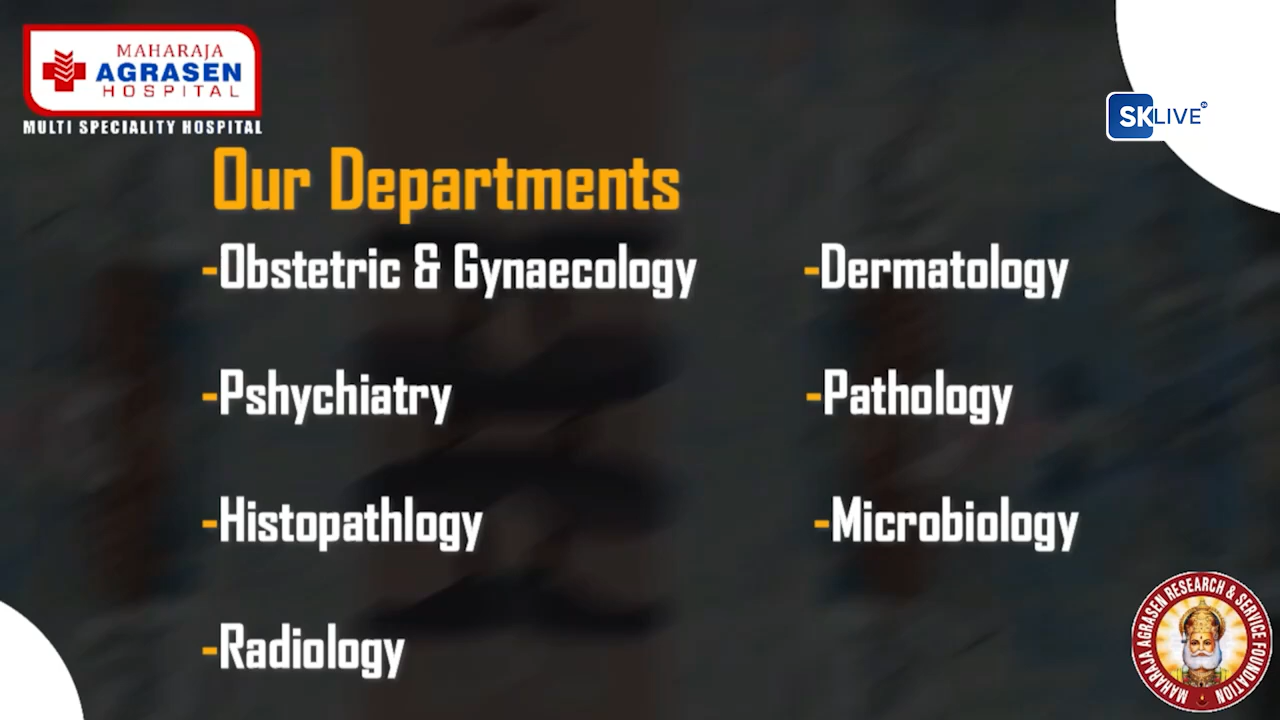 MAHARAJA
AGRASEN
HOSPITAL
MULTI SPECIALITY HOSPITAL
SKLIVE
Our Departments
-Obstetric & Gynaecology
-Dermatology
-Pshychiatry
-Pathology
-Histopathlogy
-Microbiology
-Radiology
MAHARAJA AGRASEN RESEARCH & SERVICE FOUNDATION